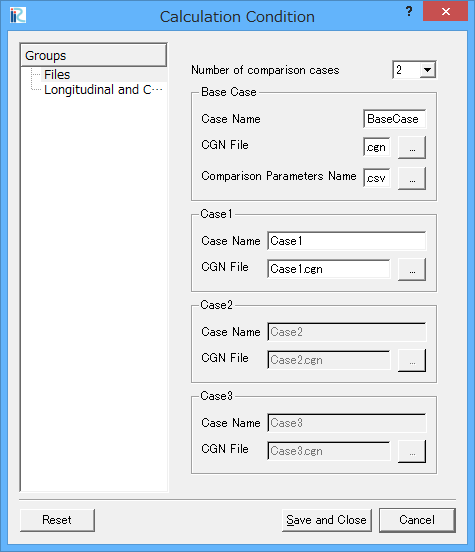 Calculation Condition
Groups
Files
Longitudinal and C…
Number of comparison cases 2
Base Case
Case Name BaseCase
CGN File .cgn ...
Comparison Parameters Name .csv ...
Case1
Case Name Case1
CGN File Case1.cgn ...
Case2
Case Name Case2
CGN File Case2.cgn ...
Case3
Case Name Case3
CGN File Case3.cgn ...
Reset Save and Close Cancel